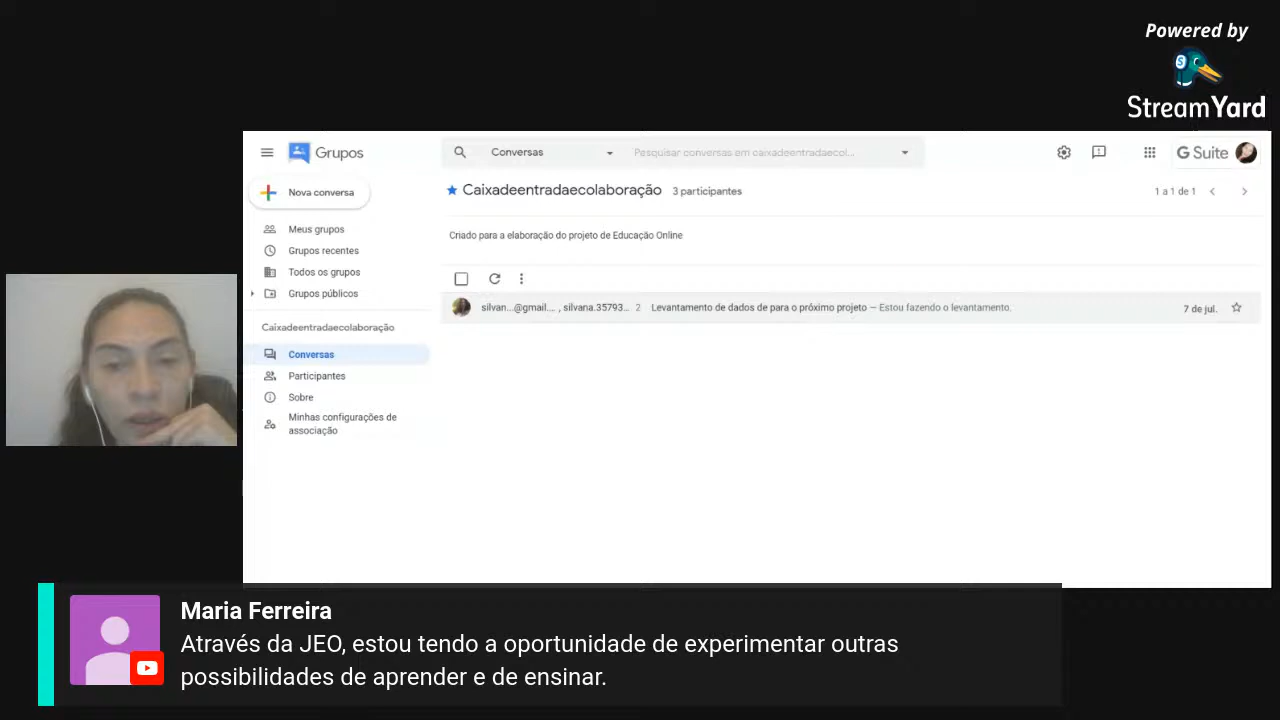 Powered by
StreamYard
Grupos
Conversas
Pesquisar conversas em caixadeentradaecol...
G Suite
Nova conversa
Caixadeentradaecolaboração 3 participantes
1 a 1 de 1
Meus grupos
Criado para a elaboração do projeto de Educação Online
Grupos recentes
Todos os grupos
Grupos públicos
silvan...@gmail.... , silvana.35793... 2 Levantamento de dados de para o próximo projeto — Estou fazendo o levantamento. 7 de jul.
Caixadeentradaecolaboração
Conversas
Participantes
Sobre
Minhas configurações de
associação
Maria Ferreira
Através da JEO, estou tendo a oportunidade de experimentar outras
possibilidades de aprender e de ensinar.